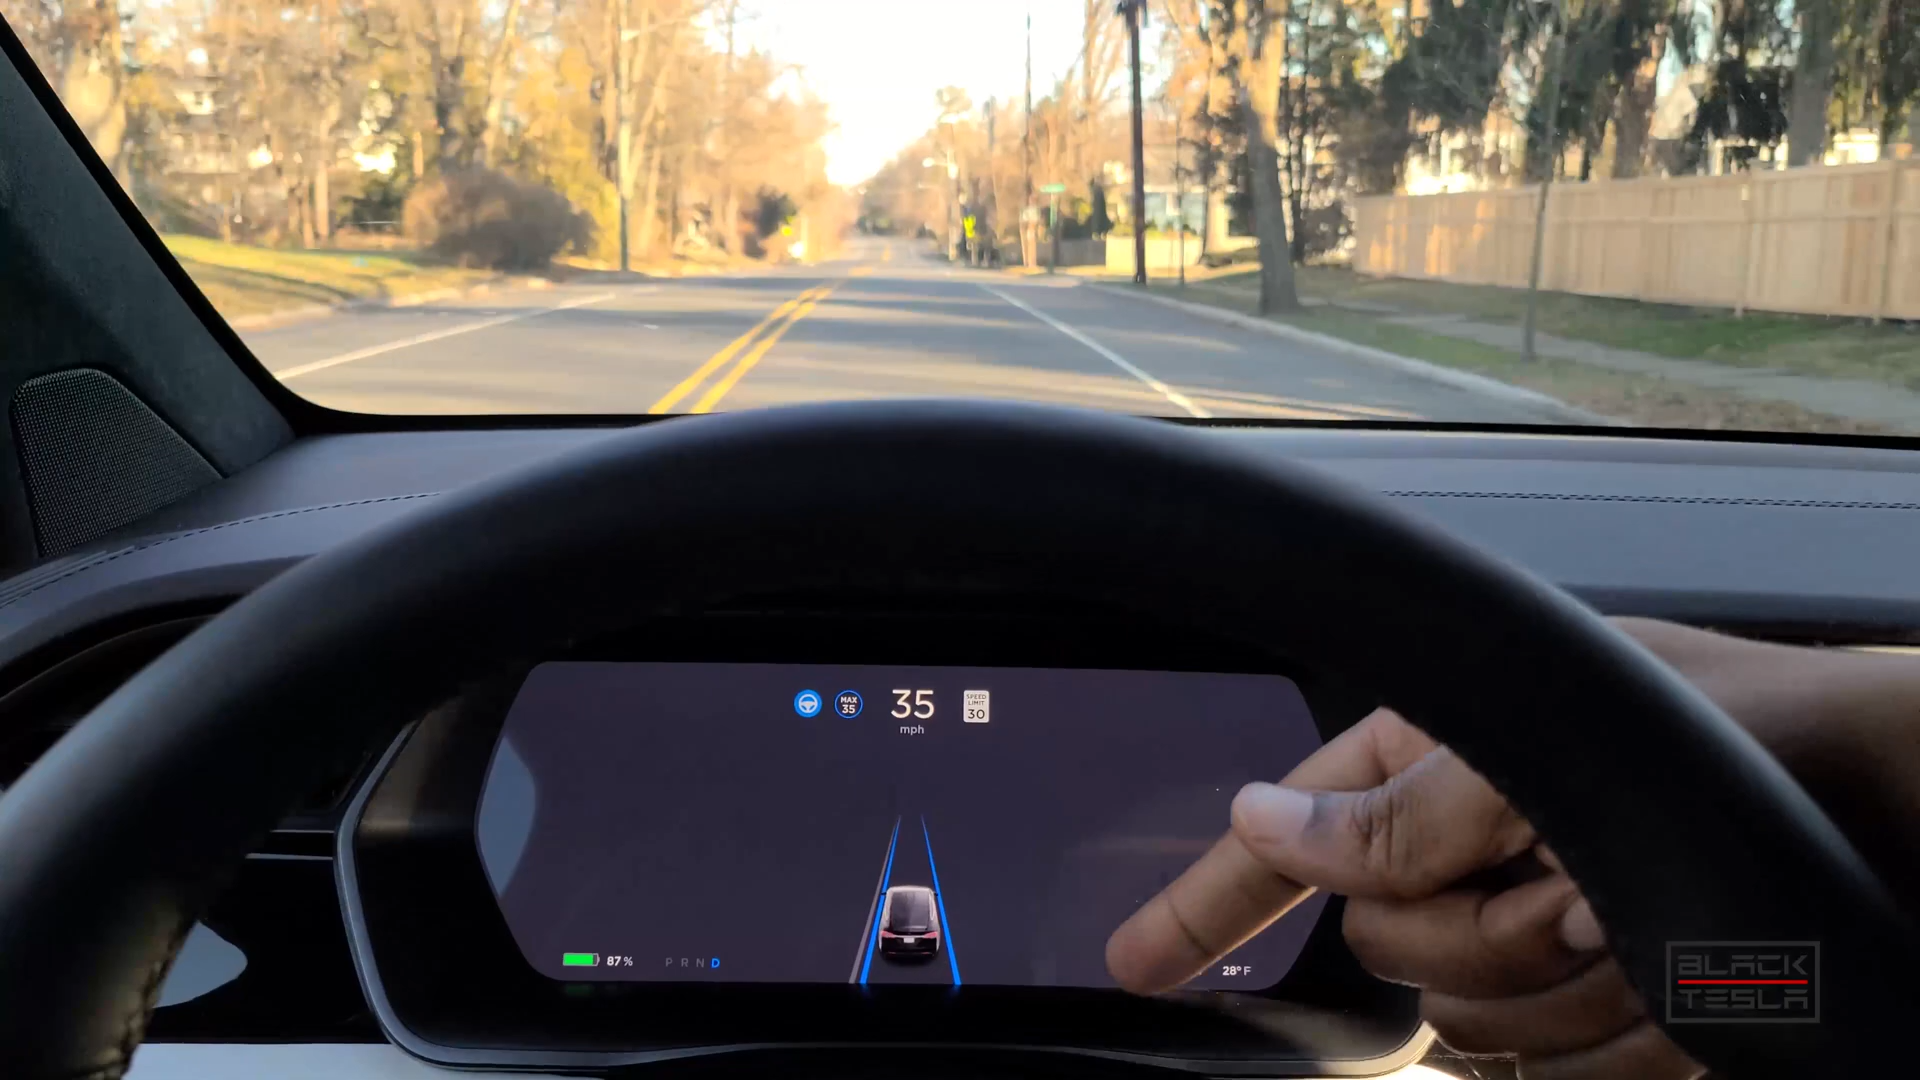 MAX
35
35
mph
SPEED
LIMIT
30
87%
P R N D
28°F
BLACK
TESLA